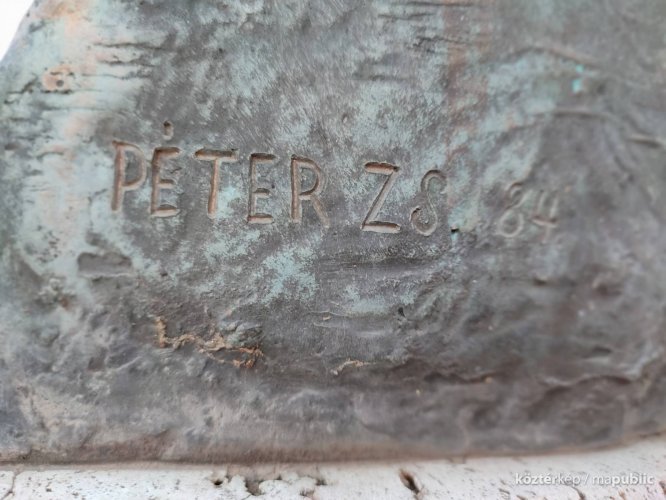 PÉTER ZS. 84
köztérkép / mapublic